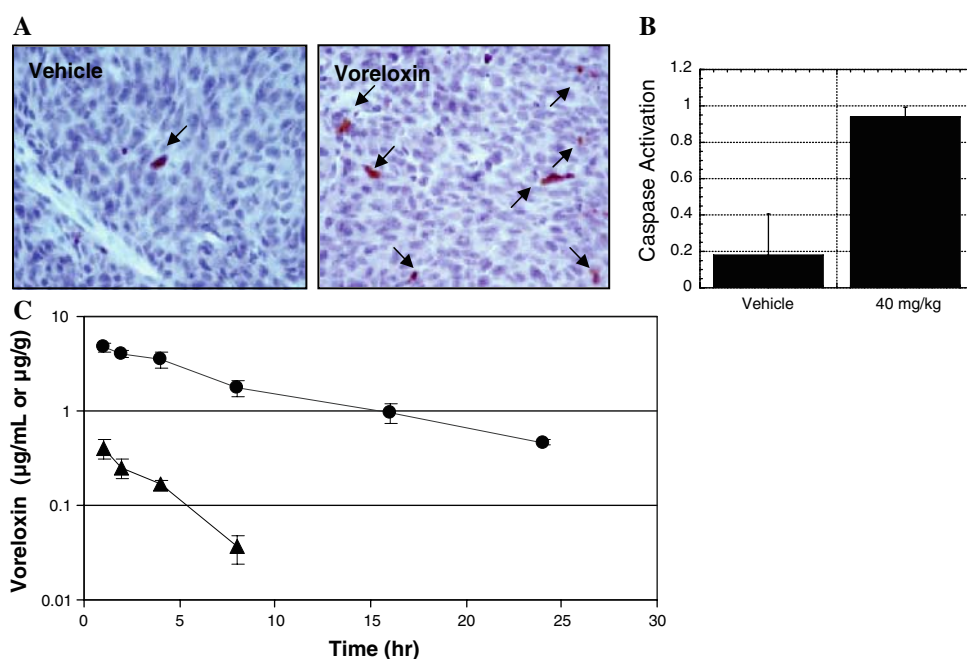 A
Vehicle
Voreloxin
B
Caspase Activation
1.2
1
0.8
0.6
0.4
0.2
0
Vehicle 40 mg/kg
C
Voreloxin (µg/mL or µg/g)
10
1
0.1
0.01
0 5 10 15 20 25 30
Time (hr)